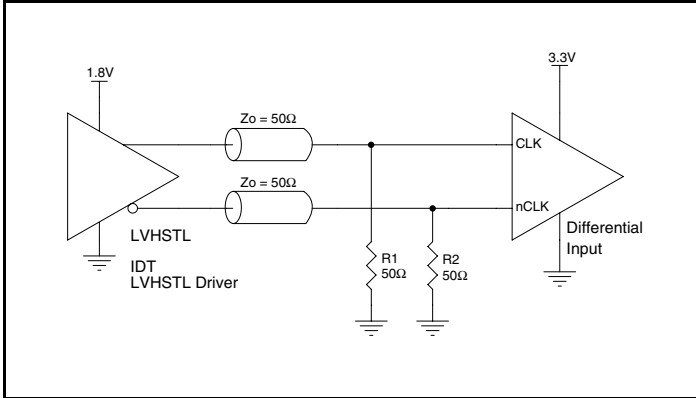 1.8V
3.3V
Zo = 50Ω
CLK
Zo = 50Ω
nCLK
LVHSTL
IDT
LVHSTL Driver
R1
50Ω
R2
50Ω
Differential
Input